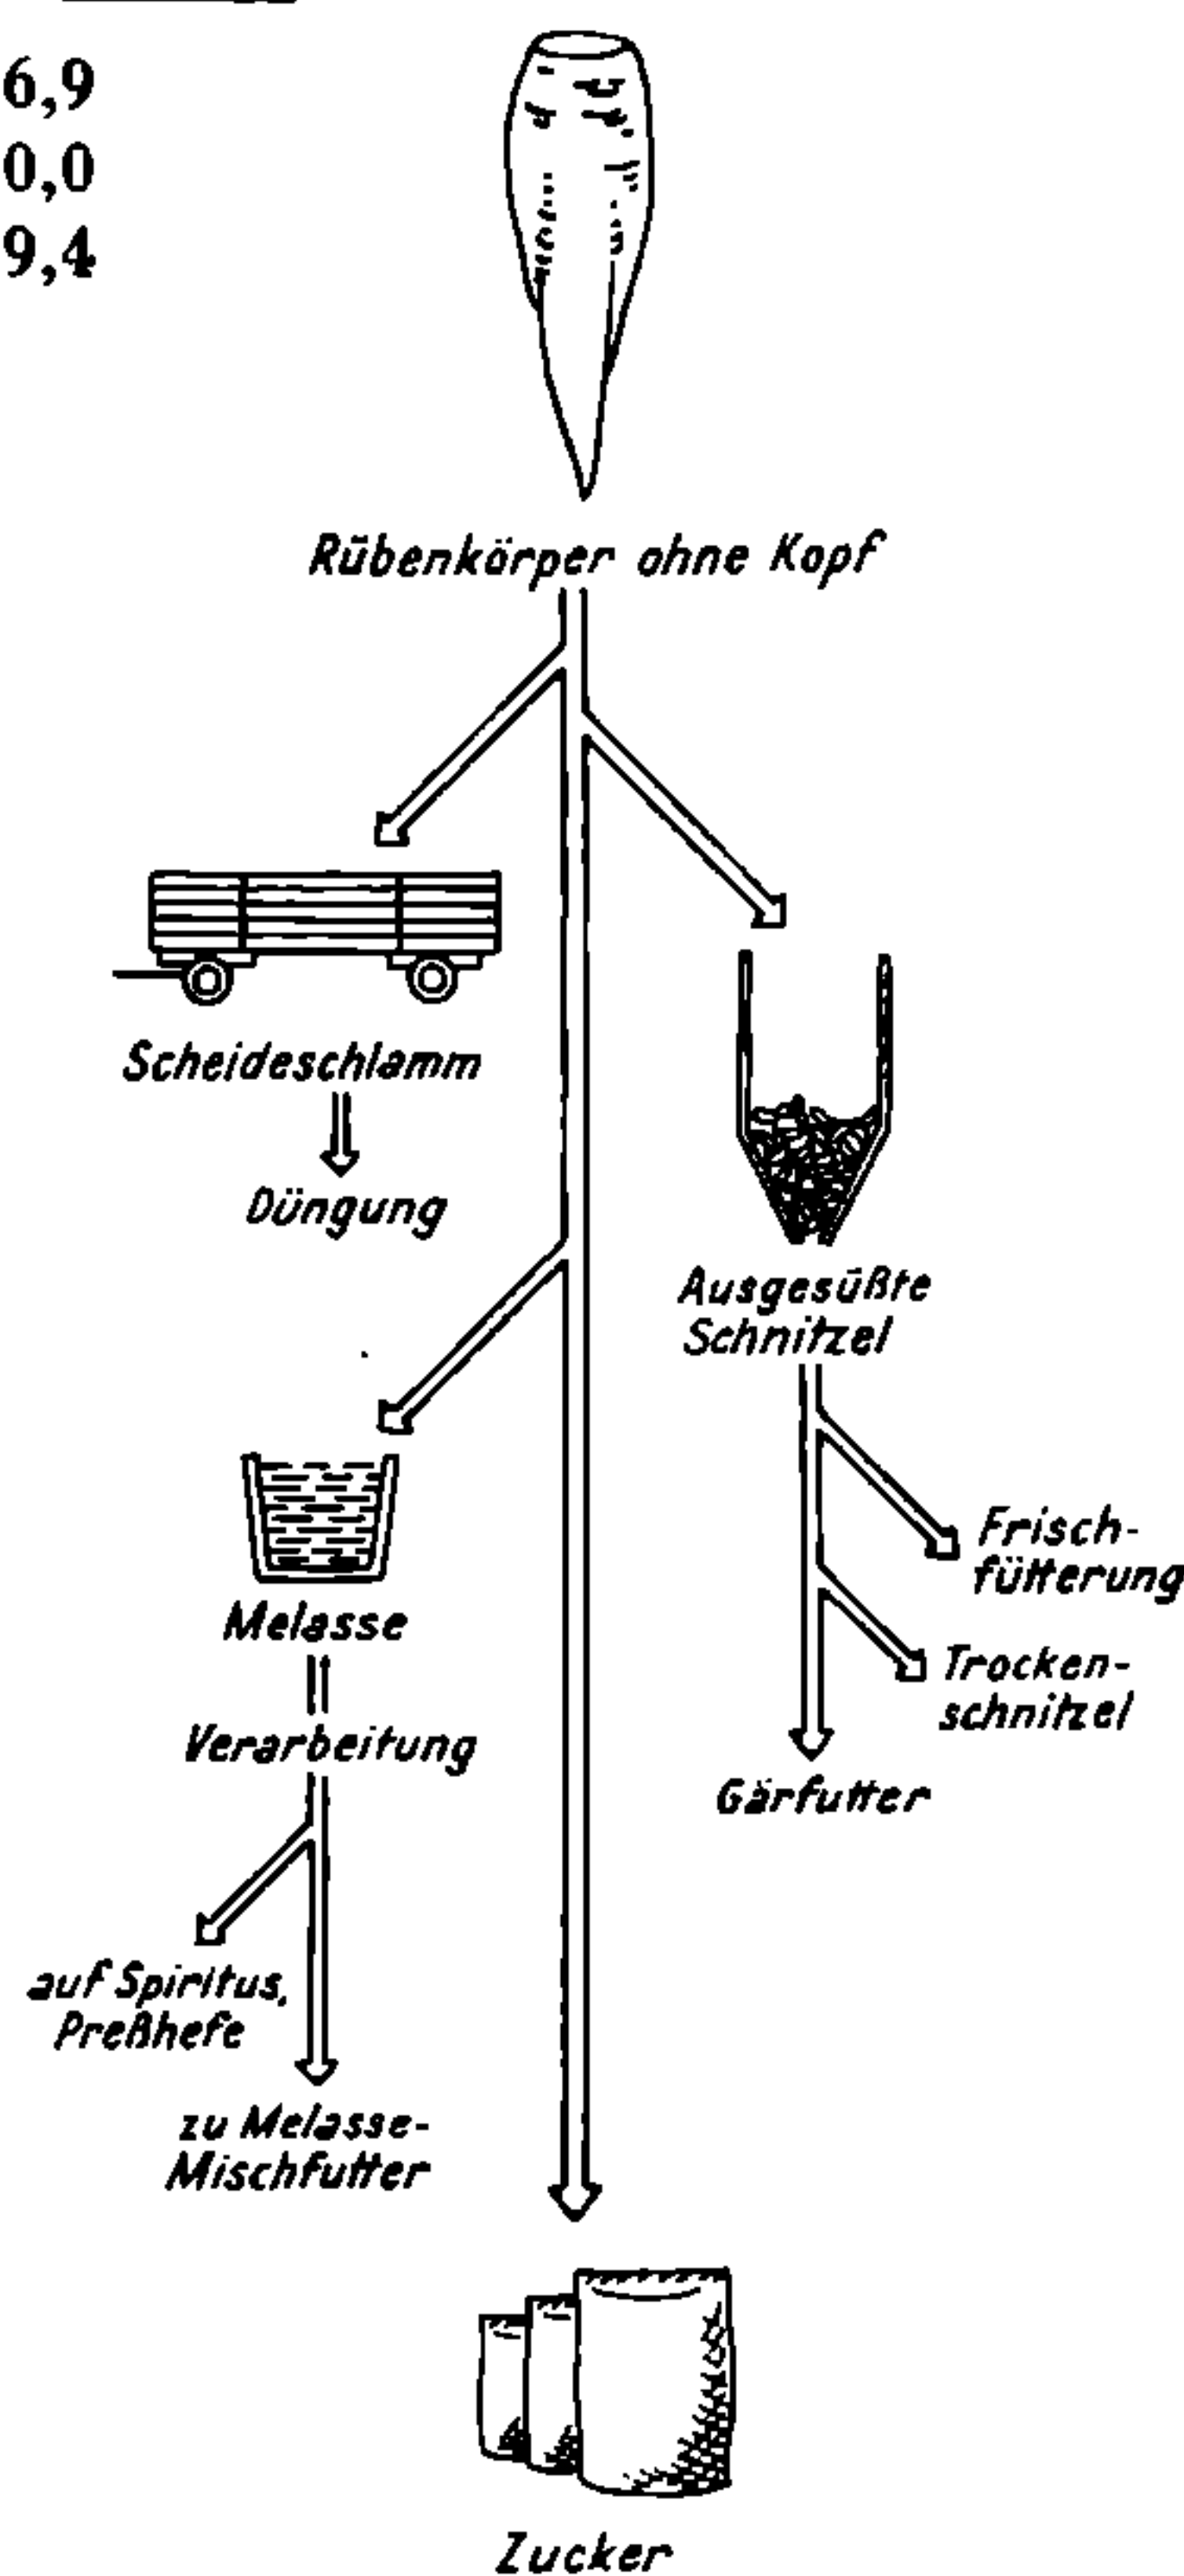 6,9
0,0
9,4
Rübenkörper ohne Kopf
Scheideschlamm
Düngung
Ausgesüßte
Schnitzel
Frisch-
fütterung
Trocken-
schnitzel
Gärfutter
Melasse
Verarbeitung
auf Spiritus,
Preßhefe
zu Melasse-
Mischfutter
Zucker